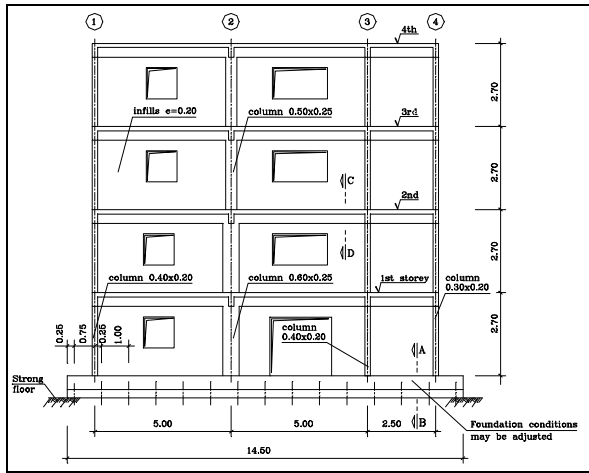 1 2 3 4
4th
2.70
infills e=0.20
column 0.50x0.25
3rd
C
2.70
2nd
D
2.70
column 0.40x0.20
column 0.60x0.25
1st storey
column
0.30x0.20
0.25
0.75
0.25
1.00
column
0.40x0.20
2.70
A
Strong
floor
5.00
5.00
2.50
B
Foundation conditions
may be adjusted
14.50